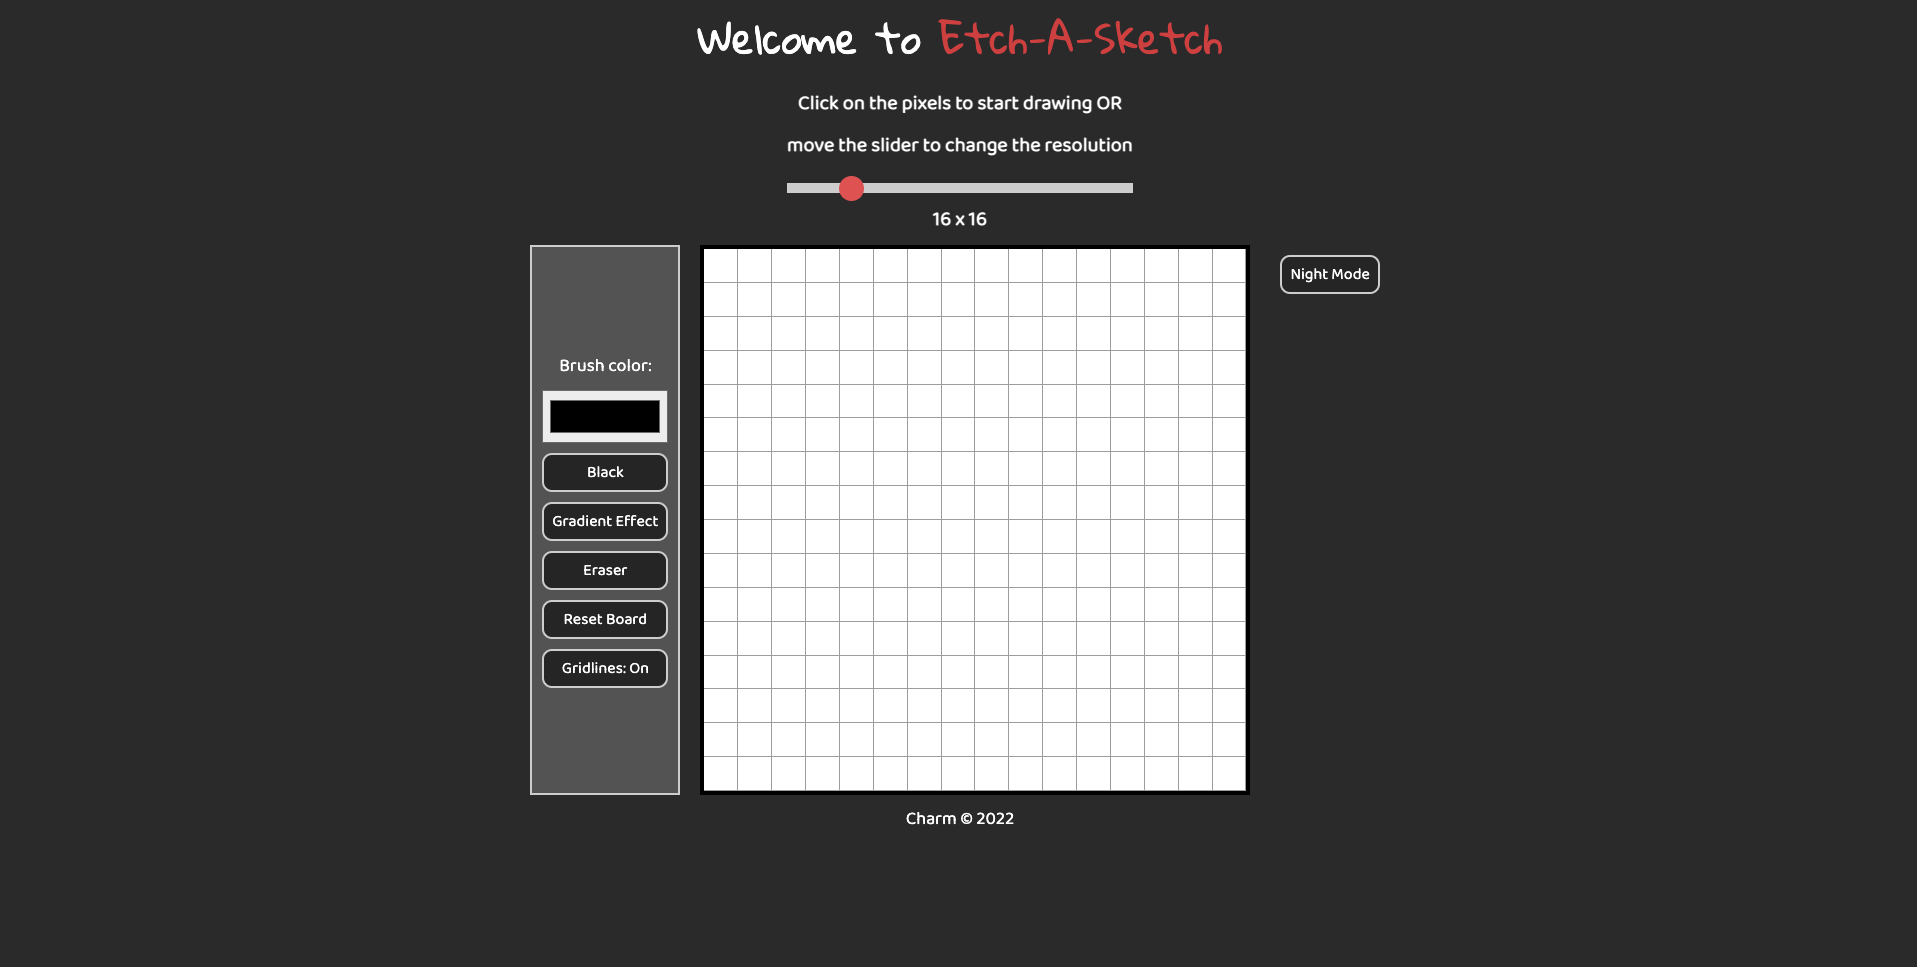 Welcome to Etch-A-Sketch
Click on the pixels to start drawing OR
move the slider to change the resolution
16 x 16
Brush color:
Black
Gradient Effect
Eraser
Reset Board
Gridlines: On
Night Mode
Charm © 2022